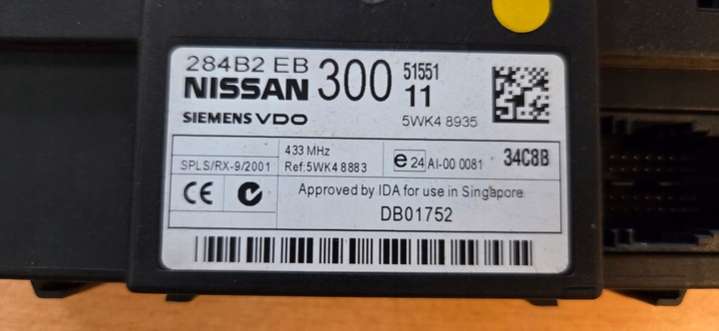 284B2 EB 300 51551
NISSAN 11
SIEMENS VDO 5WK4 8935
433 MHz
SPLS/RX-9/2001 Ref:5WK4 8883 e 24 AI-00 0081 34C8B
CE Approved by IDA for use in Singapore
DB01752